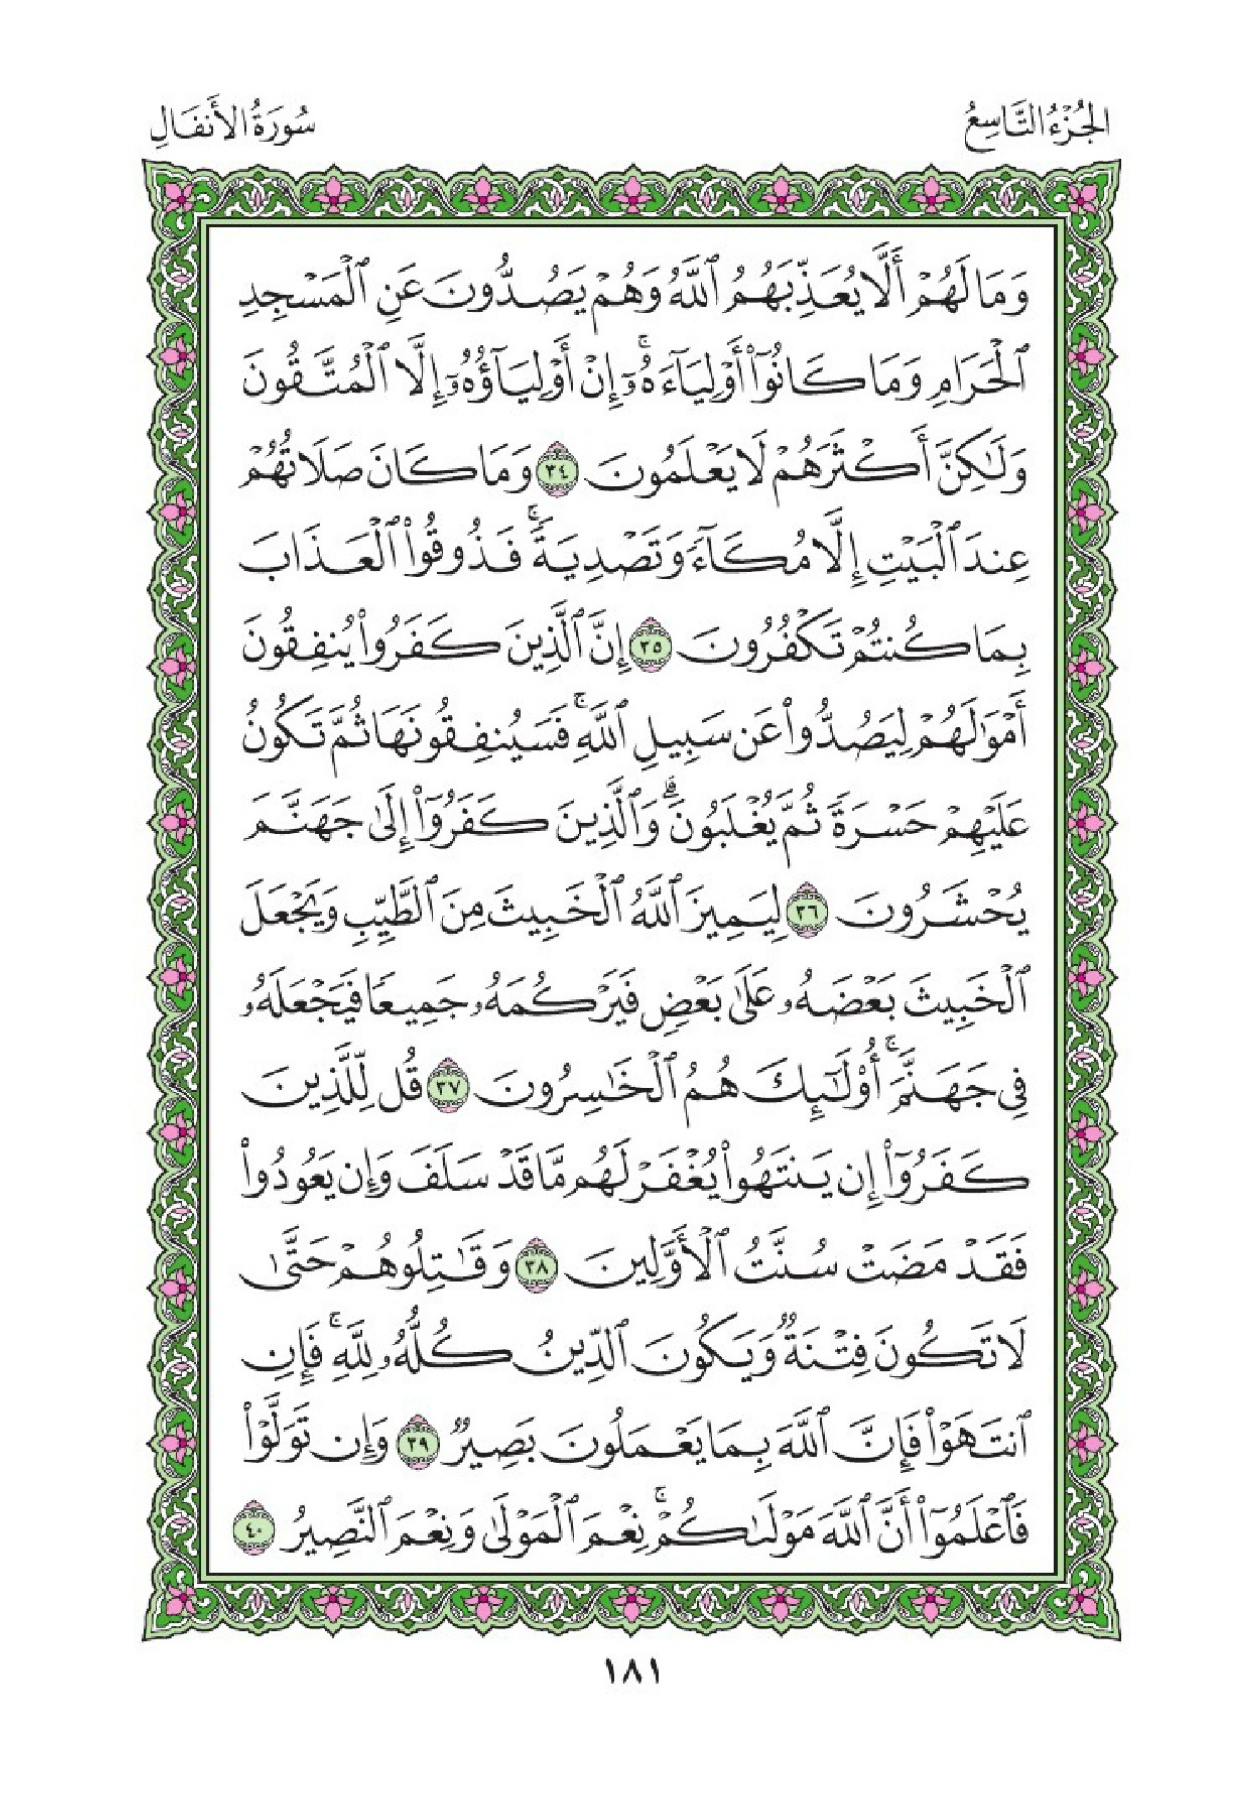 الجُزْءُ التَّاسِعُ
سُورَةُ الأَنفَالِ
وَمَا لَهُمْ أَلَّا يُعَذِّبَهُمُ ٱللَّهُ وَهُمْ يَصُدُّونَ عَنِ ٱلْمَسْجِدِ
ٱلْحَرَامِ وَمَا كَانُوٓا۟ أَوْلِيَآءَهُۥٓ ۚ إِنْ أَوْلِيَآؤُهُۥٓ إِلَّا ٱلْمُتَّقُونَ
وَلَـٰكِنَّ أَكْثَرَهُمْ لَا يَعْلَمُونَ ٣٤ وَمَا كَانَ صَلَاتُهُمْ
عِندَ ٱلْبَيْتِ إِلَّا مُكَآءً وَتَصْدِيَةً ۚ فَذُوقُوا۟ ٱلْعَذَابَ
بِمَا كُنتُمْ تَكْفُرُونَ ٣٥ إِنَّ ٱلَّذِينَ كَفَرُوا۟ يُنفِقُونَ
أَمْوَٰلَهُمْ لِيَصُدُّوا۟ عَن سَبِيلِ ٱللَّهِ ۚ فَسَيُنفِقُونَهَا ثُمَّ تَكُونُ
عَلَيْهِمْ حَسْرَةً ثُمَّ يُغْلَبُونَ ۗ وَٱلَّذِينَ كَفَرُوٓا۟ إِلَىٰ جَهَنَّمَ
يُحْشَرُونَ ٣٦ لِيَمِيزَ ٱللَّهُ ٱلْخَبِيثَ مِنَ ٱلطَّيِّبِ وَيَجْعَلَ
ٱلْخَبِيثَ بَعْضَهُۥ عَلَىٰ بَعْضٍ فَيَرْكُمَهُۥ جَمِيعًا فَيَجْعَلَهُۥ
فِى جَهَنَّمَ ۚ أُو۟لَـٰٓئِكَ هُمُ ٱلْخَـٰسِرُونَ ٣٧ قُل لِّلَّذِينَ
كَفَرُوٓا۟ إِن يَنتَهُوا۟ يُغْفَرْ لَهُم مَّا قَدْ سَلَفَ وَإِن يَعُودُوا۟
فَقَدْ مَضَتْ سُنَّتُ ٱلْأَوَّلِينَ ٣٨ وَقَـٰتِلُوهُمْ حَتَّىٰ
لَا تَكُونَ فِتْنَةٌ وَيَكُونَ ٱلدِّينُ كُلُّهُۥ لِلَّهِ ۚ فَإِنِ
ٱنتَهَوْا۟ فَإِنَّ ٱللَّهَ بِمَا يَعْمَلُونَ بَصِيرٌ ٣٩ وَإِن تَوَلَّوْا۟
فَٱعْلَمُوٓا۟ أَنَّ ٱللَّهَ مَوْلَىٰكُمْ ۚ نِعْمَ ٱلْمَوْلَىٰ وَنِعْمَ ٱلنَّصِيرُ ٤٠
١٨١